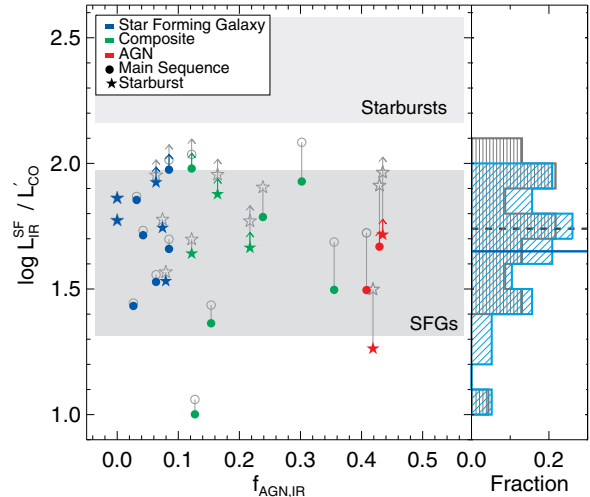 Star Forming Galaxy
Composite
AGN
Main Sequence
Starburst
Starbursts
SFGs
2.5
2.0
1.5
1.0
log L_IR^SF / L'_CO
0.0 0.1 0.2 0.3 0.4 0.5
0.2
f_AGN,IR
Fraction